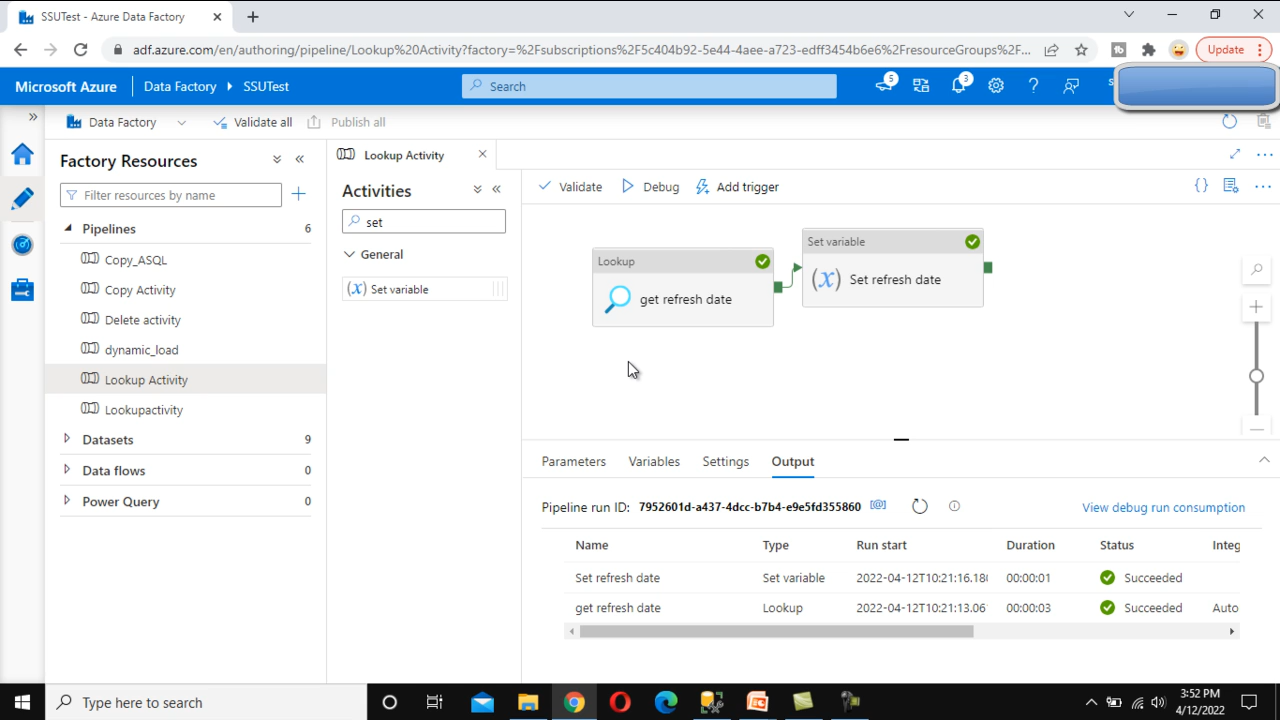 SSUTest - Azure Data Factory
adf.azure.com/en/authoring/pipeline/Lookup%20Activity?factory=%2Fsubscriptions%2F5c404b92-5e44-4aee-a723-edff3454b6e6%2FresourceGroups%2F...
Update
Microsoft Azure
Data Factory
SSUTest
Search
5
3
Data Factory
Validate all
Publish all
Factory Resources
Filter resources by name
Pipelines
6
Copy_ASQL
Copy Activity
Delete activity
dynamic_load
Lookup Activity
Lookupactivity
Datasets
9
Data flows
0
Power Query
0
Lookup Activity
Activities
set
General
(x) Set variable
Validate
Debug
Add trigger
{}
Lookup
get refresh date
Set variable
(x) Set refresh date
Parameters
Variables
Settings
Output
Pipeline run ID: 7952601d-a437-4dcc-b7b4-e9e5fd355860 [@]
View debug run consumption
Name Type Run start Duration Status Integ
Set refresh date Set variable 2022-04-12T10:21:16.18 00:00:01 Succeeded
get refresh date Lookup 2022-04-12T10:21:13.06 00:00:03 Succeeded Auto
Type here to search
3:52 PM
4/12/2022